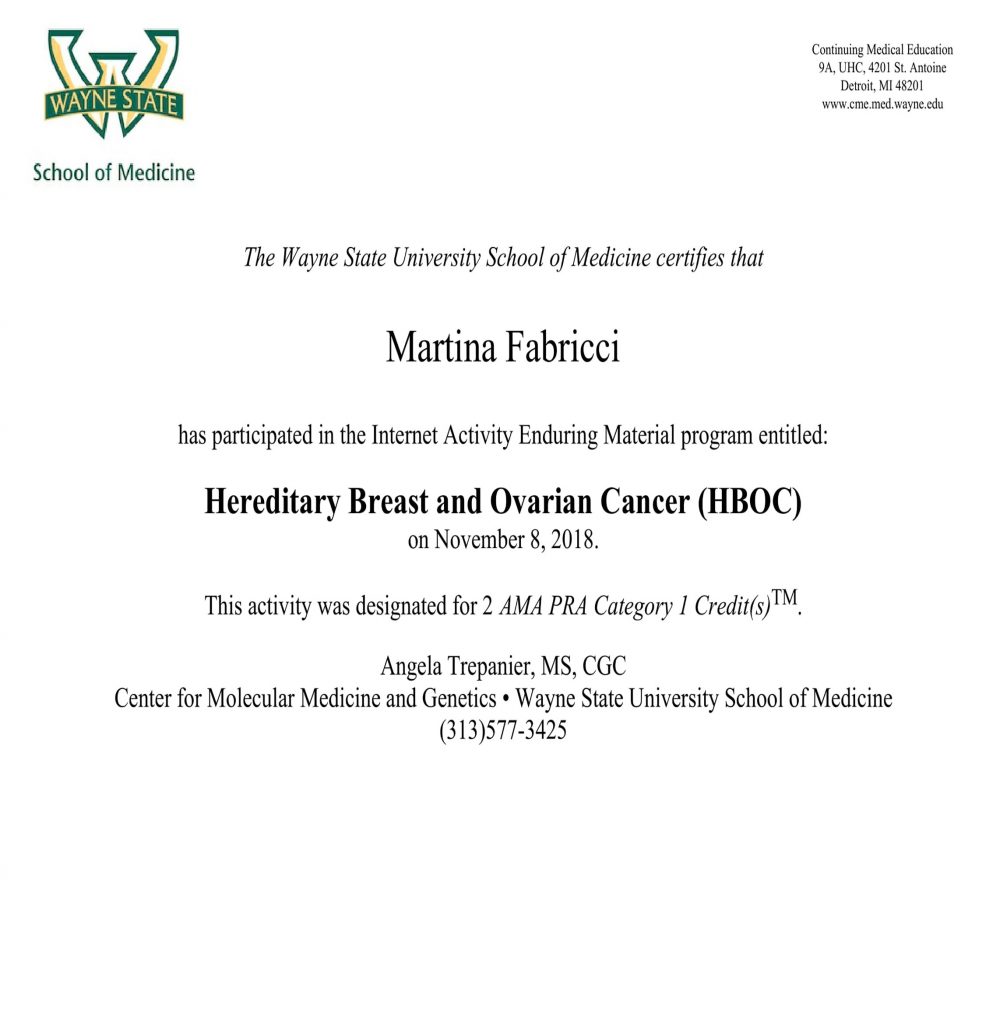 WAYNE STATE
School of Medicine
Continuing Medical Education
9A, UHC, 4201 St. Antoine
Detroit, MI 48201
www.cme.med.wayne.edu
The Wayne State University School of Medicine certifies that
Martina Fabricci
has participated in the Internet Activity Enduring Material program entitled:
Hereditary Breast and Ovarian Cancer (HBOC)
on November 8, 2018.
This activity was designated for 2 AMA PRA Category 1 Credit(s)TM.
Angela Trepanier, MS, CGC
Center for Molecular Medicine and Genetics • Wayne State University School of Medicine
(313)577-3425